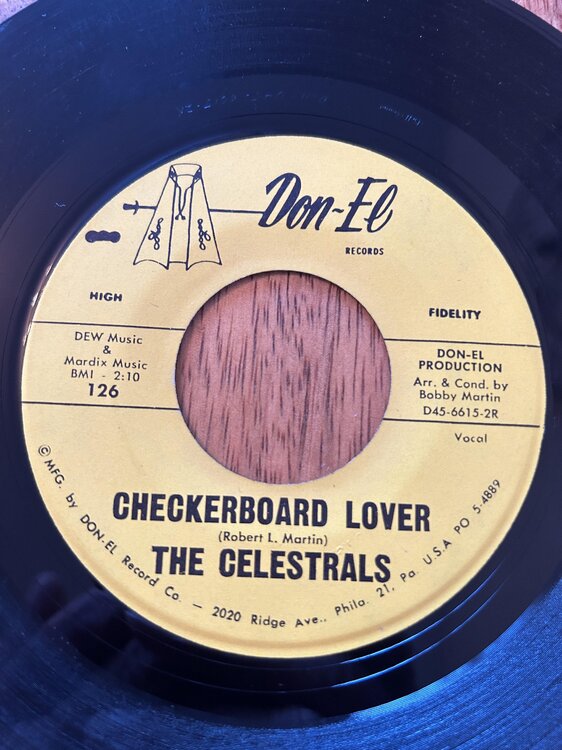 Don-El
RECORDS
HIGH
FIDELITY
DEW Music
&
Mardix Music
BMI - 2:10
126
DON-EL
PRODUCTION
Arr. & Cond. by
Bobby Martin
D45-6615-2R
Vocal
CHECKERBOARD LOVER
(Robert L. Martin)
THE CELESTRALS
© MFG. by DON-EL Record Co. — 2020 Ridge Ave., Phila. 21, Pa. U.S.A PO 5-4889